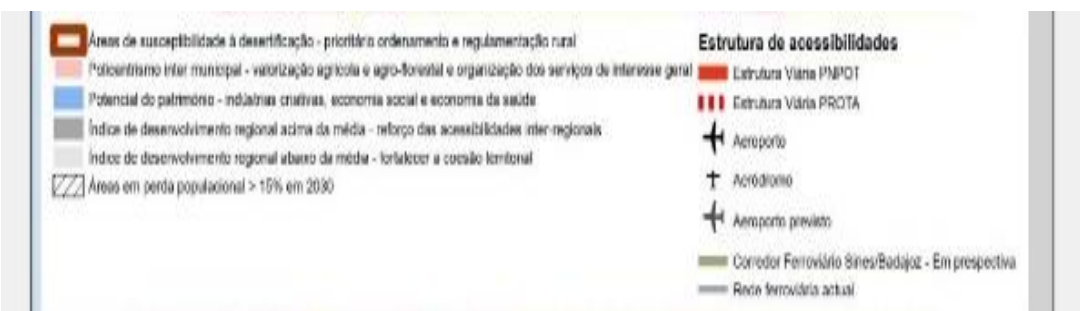 Áreas de susceptibilidade à desertificação - prioritário ordenamento e regulamentação rural
Policentrismo inter municipal - valorização agrícola e agro-florestal e organização dos serviços de interesse geral
Potencial do património - indústrias criativas, economia social e economia da saúde
Índice de desenvolvimento regional acima da média - reforço das acessibilidades inter-regionais
Índice de desenvolvimento regional abaixo da média - fortalecer a coesão territorial
Áreas em perda populacional > 15% em 2030
Estrutura de acessibilidades
Estrutura Viária PNPOT
Estrutura Viária PROTA
Aeroporto
Aeródromo
Aeroporto previsto
Corredor Ferroviário Sines/Badajoz - Em prespectiva
Rede ferroviária actual